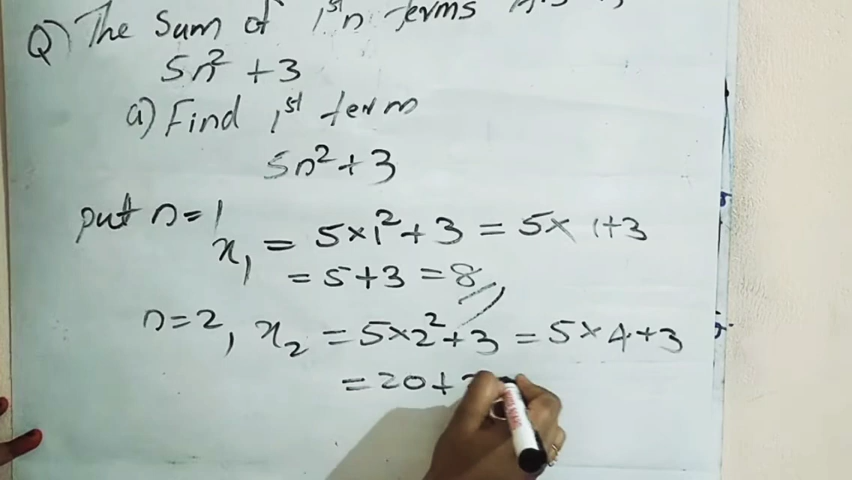 Q) The Sum of 1st n terms
5n² + 3
a) Find 1st term
5n² + 3
put n = 1
x₁ = 5×1² + 3 = 5× 1+3
= 5+3 = 8
n=2, x₂ = 5×2² + 3 = 5×4+3
= 20+